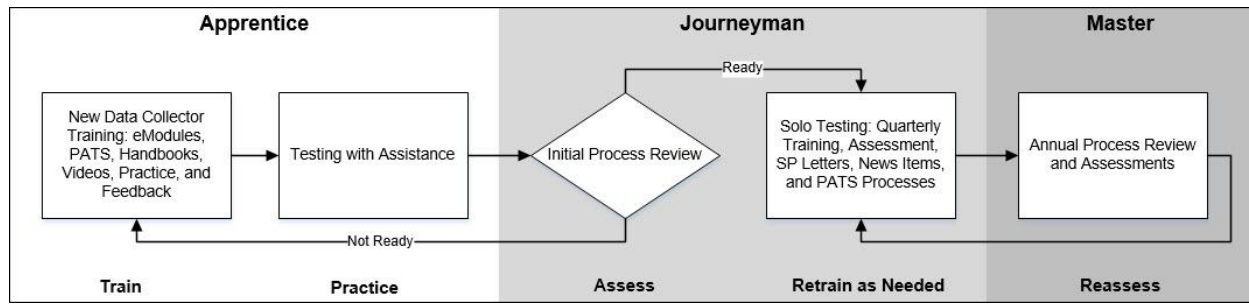 Apprentice
Journeyman
Master
Ready
New Data Collector
Training: eModules,
PATS, Handbooks,
Videos, Practice, and
Feedback
Testing with Assistance
Initial Process Review
Solo Testing: Quarterly
Training, Assessment,
SP Letters, News Items,
and PATS Processes
Annual Process Review
and Assessments
Not Ready
Train
Practice
Assess
Retrain as Needed
Reassess